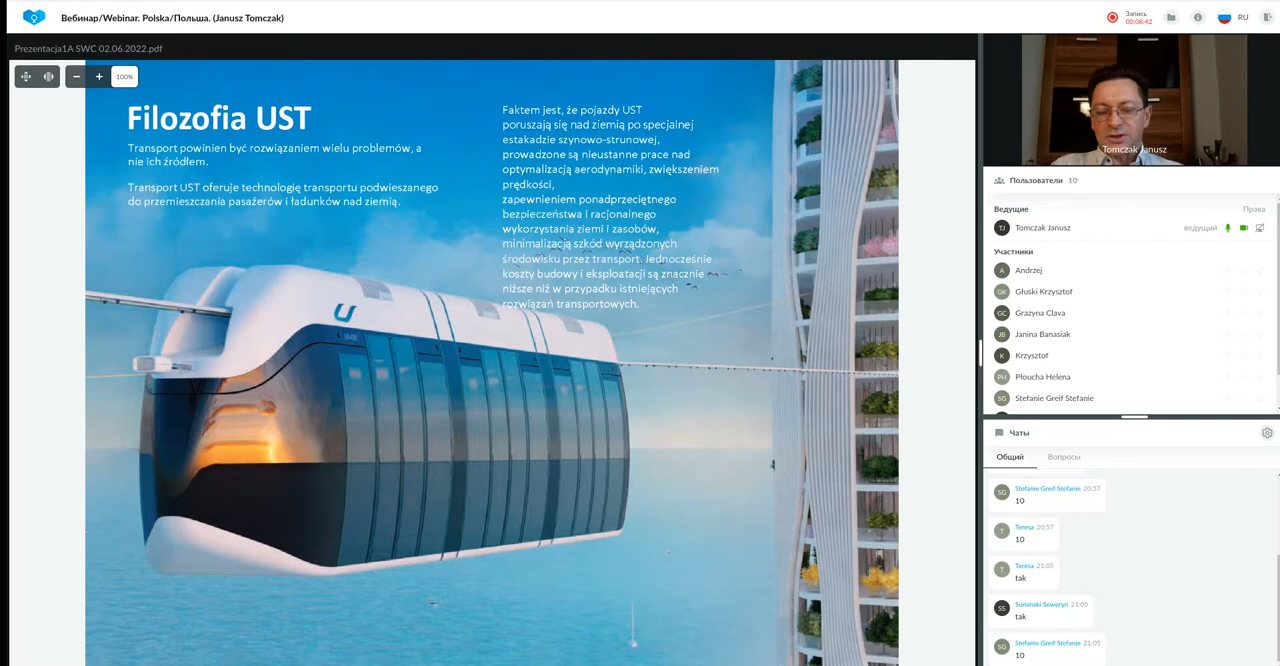 Вебинар/Webinar. Polska/Польша. (Janusz Tomczak)
Запись
00:08:42
RU
Prezentacja1A SWC 02.06.2022.pdf
100%
Filozofia UST
Transport powinien być rozwiązaniem wielu problemów, a
nie ich źródłem.
Transport UST oferuje technologię transportu podwieszanego
do przemieszczania pasażerów i ładunków nad ziemią.
Faktem jest, że pojazdy UST
poruszają się nad ziemią po specjalnej
estakadzie szynowo-strunowej,
prowadzone są nieustanne prace nad
optymalizacją aerodynamiki, zwiększeniem
prędkości,
zapewnieniem ponadprzeciętnego
bezpieczeństwa i racjonalnego
wykorzystania ziemi i zasobów,
minimalizacją szkód wyrządzonych
środowisku przez transport. Jednocześnie
koszty budowy i eksploatacji są znacznie
niższe niż w przypadku istniejących
rozwiązań transportowych.
Tomczak Janusz
Пользователи 10
Ведущие Права
TJ Tomczak Janusz ведущий
Участники
A Andrzej
GK Głuski Krzysztof
GC Grazyna Clava
JB Janina Banasiak
K Krzysztof
PH Płoucha Helena
SG Stefanie Greif Stefanie
Чаты
Общий Вопросы
SG Stefanie Greif Stefanie 20:57
10
T Teresa 20:57
10
T Teresa 21:05
tak
SS Suminski Seweryn 21:05
tak
SG Stefanie Greif Stefanie 21:05
10